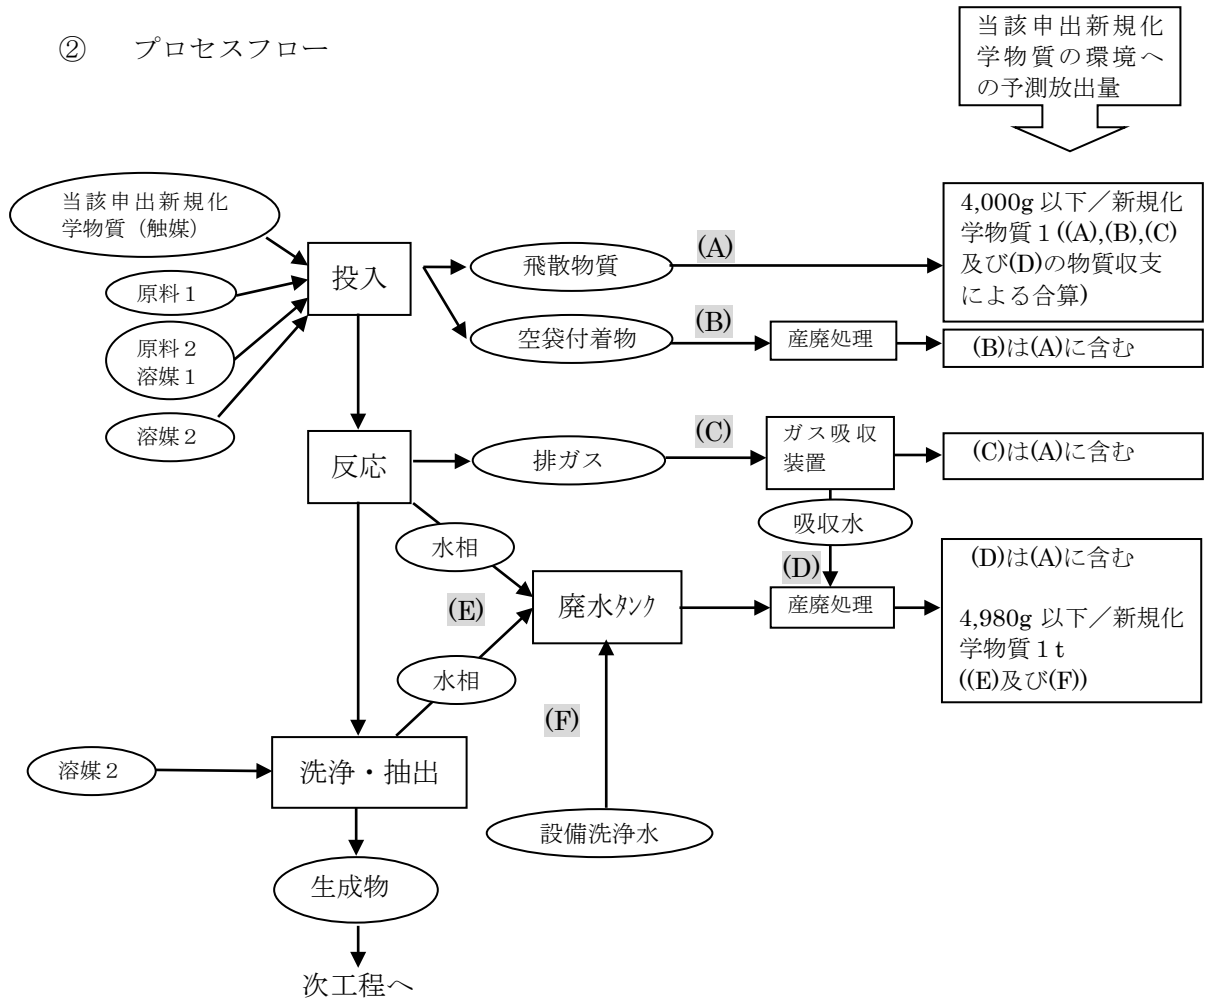 ② プロセスフロー
当該申出新規化
学物質の環境へ
の予測放出量
当該申出新規化
学物質（触媒）
原料１
原料２
溶媒１
溶媒２
投入
飛散物質
(A)
4,000g 以下／新規化
学物質１((A),(B),(C)
及び(D)の物質収支
による合算)
空袋付着物
(B)
産廃処理
(B)は(A)に含む
反応
排ガス
(C)
ガス吸収
装置
(C)は(A)に含む
吸収水
水相
(D)
(E)
廃水ﾀﾝｸ
産廃処理
(D)は(A)に含む
4,980g 以下／新規化
学物質１t
((E)及び(F))
水相
(F)
溶媒２
洗浄・抽出
設備洗浄水
生成物
次工程へ